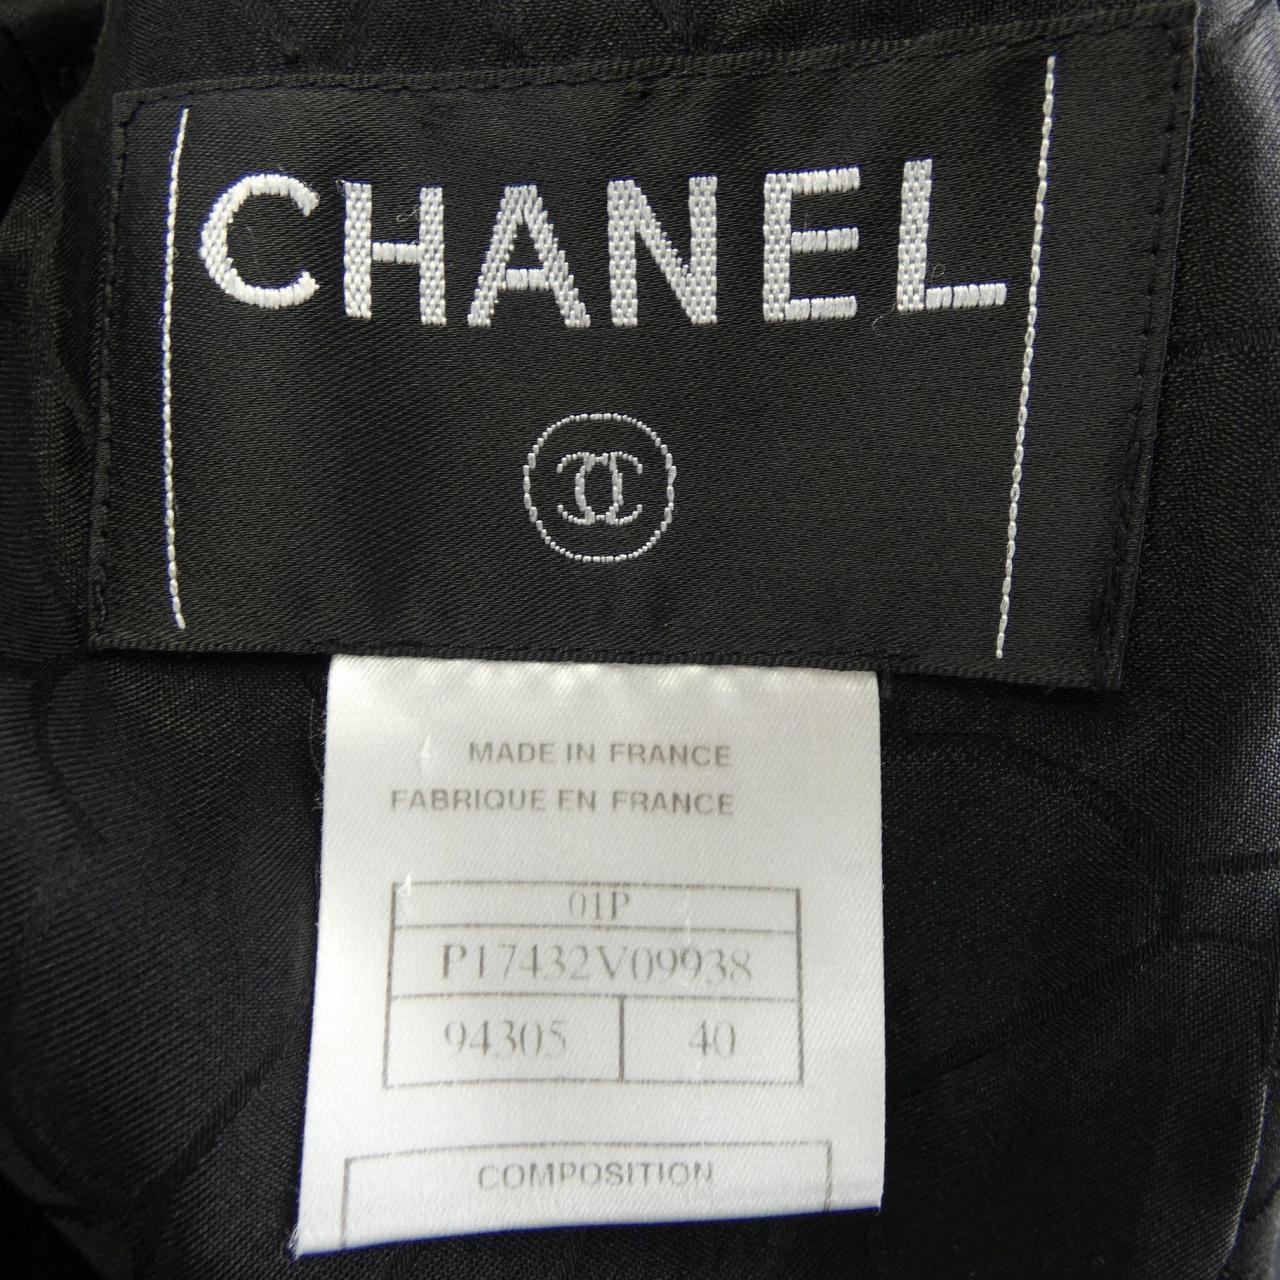 CHANEL
MADE IN FRANCE
FABRIQUE EN FRANCE
01P
P17432V09938
94305 40
COMPOSITION